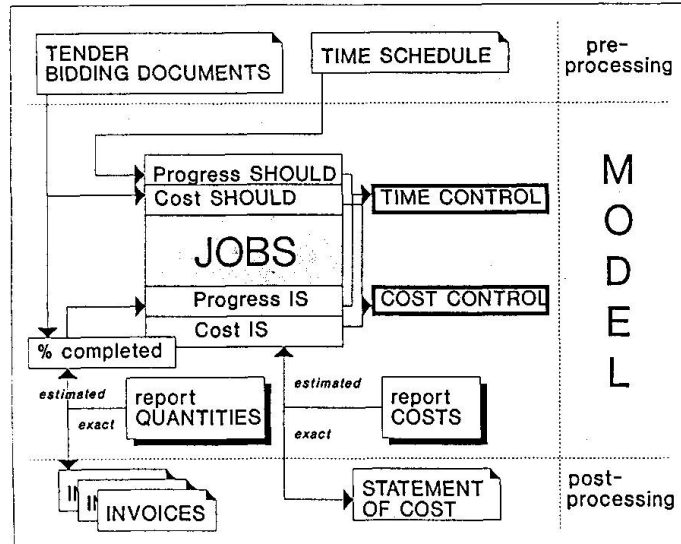 TENDER
BIDDING DOCUMENTS
TIME SCHEDULE
pre-
processing
Progress SHOULD
Cost SHOULD
JOBS
Progress IS
Cost IS
TIME CONTROL
COST CONTROL
M
O
D
E
L
% completed
estimated
exact
report
QUANTITIES
estimated
exact
report
COSTS
INVOICES
STATEMENT
OF COST
post-
processing